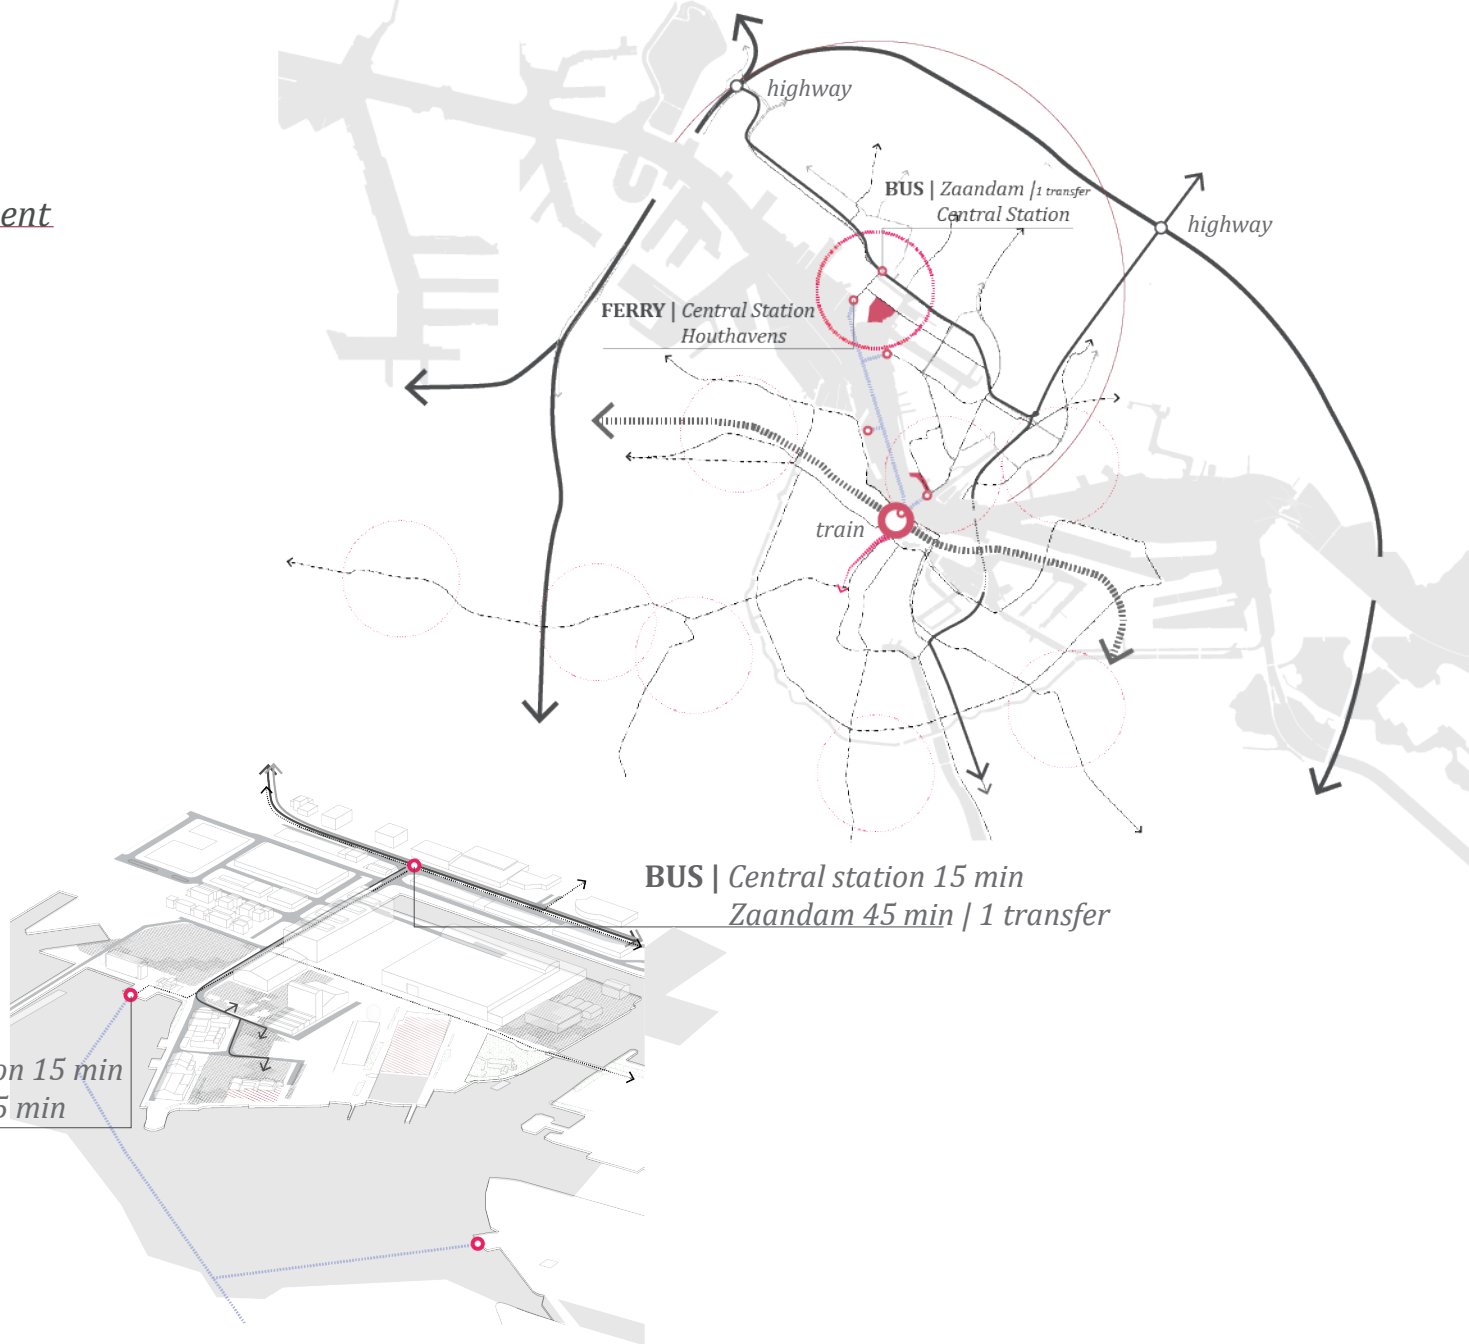 highway
BUS | Zaandam |1 transfer
Central Station
ent
highway
FERRY | Central Station
Houthavens
train
BUS | Central station 15 min
Zaandam 45 min | 1 transfer
on 15 min
5 min